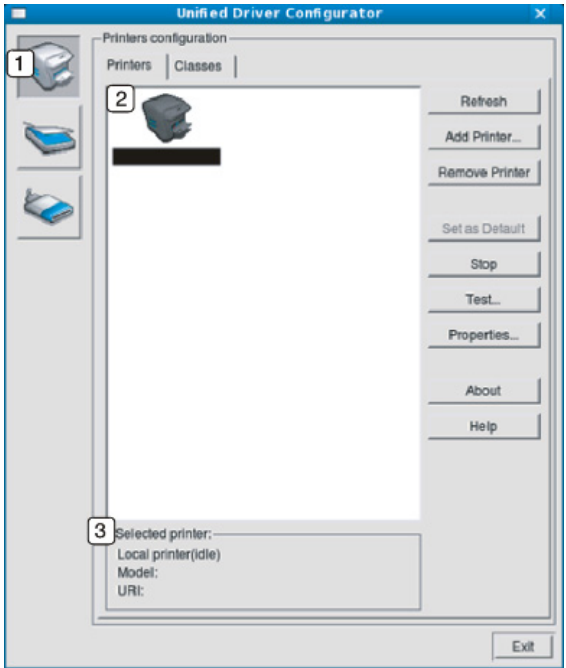 Unified Driver Configurator
1
Printers configuration
Printers Classes
2
Refresh
Add Printer...
Remove Printer
Set as Default
Stop
Test...
Properties...
About
Help
3
Selected printer:
Local printer(idle)
Model:
URI:
Exit